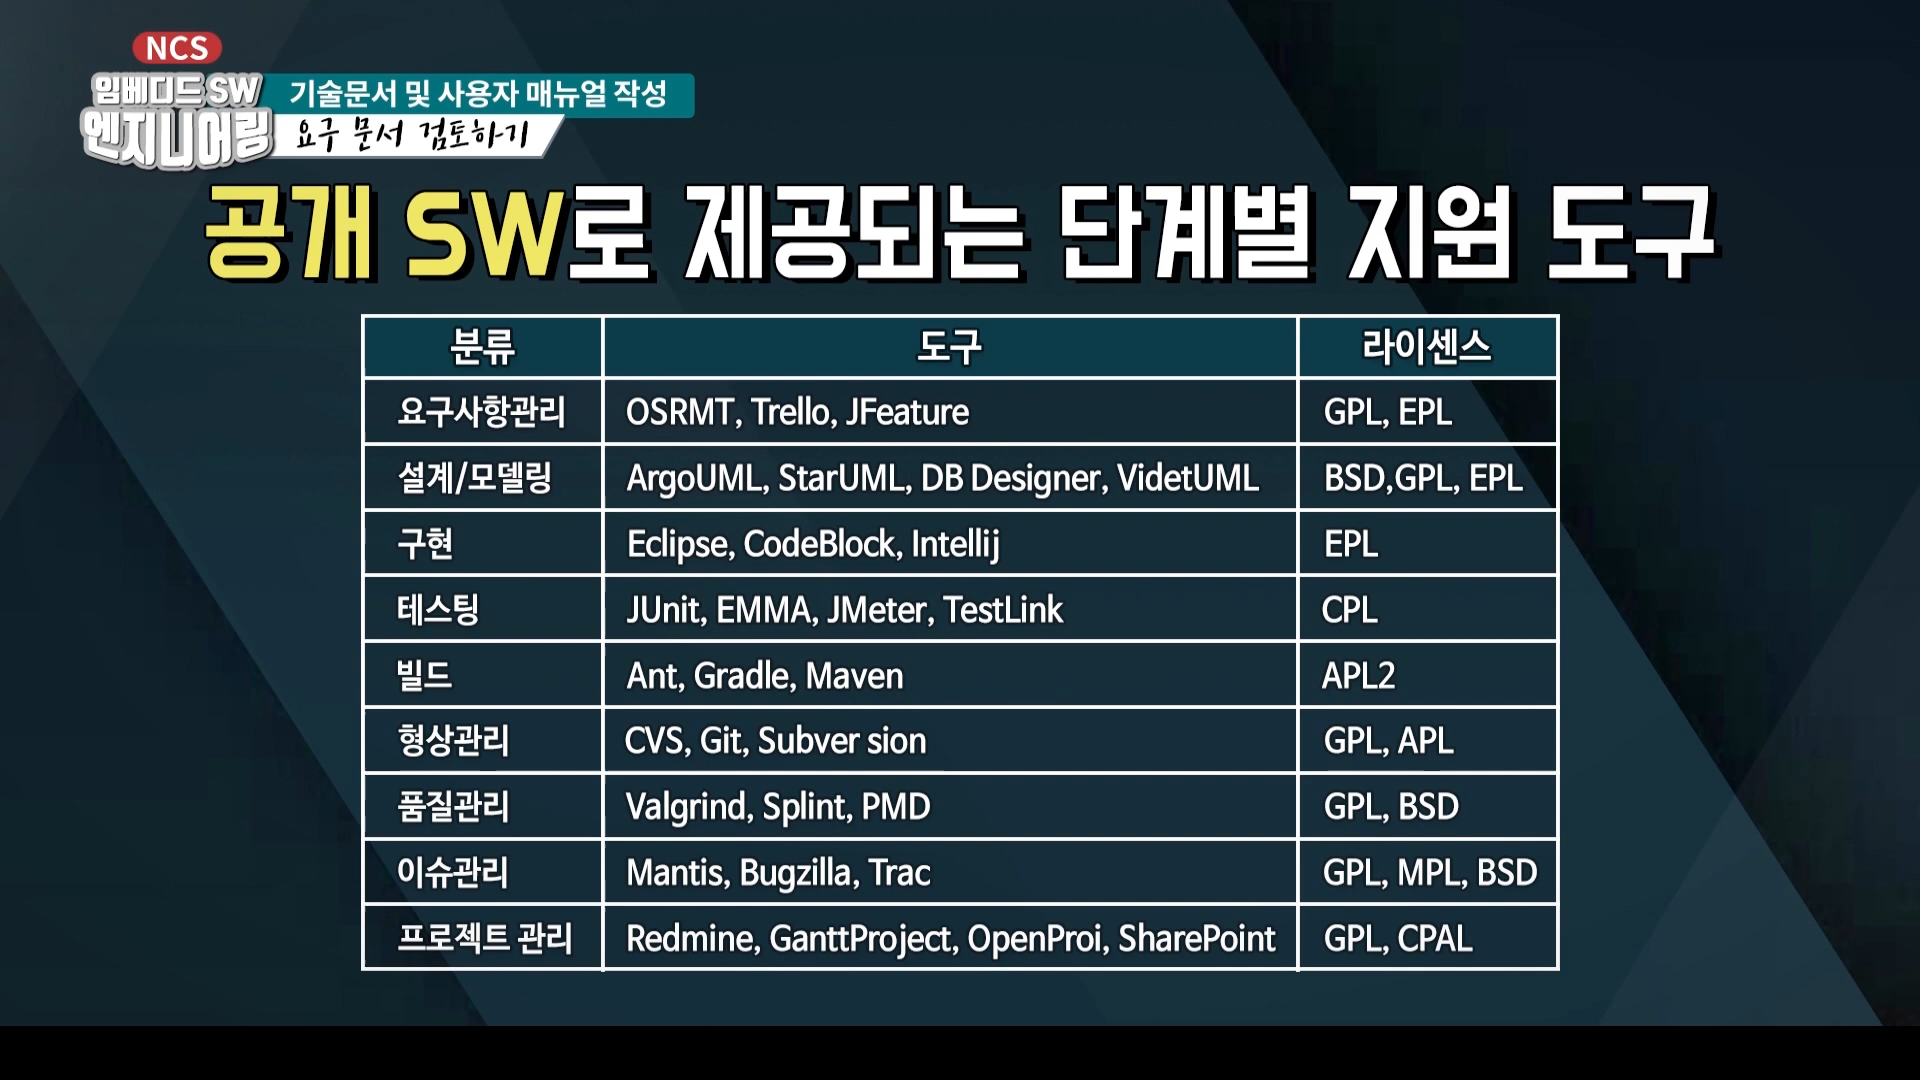 NCS
임베디드 SW
엔지니어링
기술문서 및 사용자 매뉴얼 작성
요구 문서 검토하기
공개 SW로 제공되는 단계별 지원 도구
분류 도구 라이센스
요구사항관리 OSRMT, Trello, JFeature GPL, EPL
설계/모델링 ArgoUML, StarUML, DB Designer, VidetUML BSD,GPL, EPL
구현 Eclipse, CodeBlock, Intellij EPL
테스팅 JUnit, EMMA, JMeter, TestLink CPL
빌드 Ant, Gradle, Maven APL2
형상관리 CVS, Git, Subver sion GPL, APL
품질관리 Valgrind, Splint, PMD GPL, BSD
이슈관리 Mantis, Bugzilla, Trac GPL, MPL, BSD
프로젝트 관리 Redmine, GanttProject, OpenProi, SharePoint GPL, CPAL